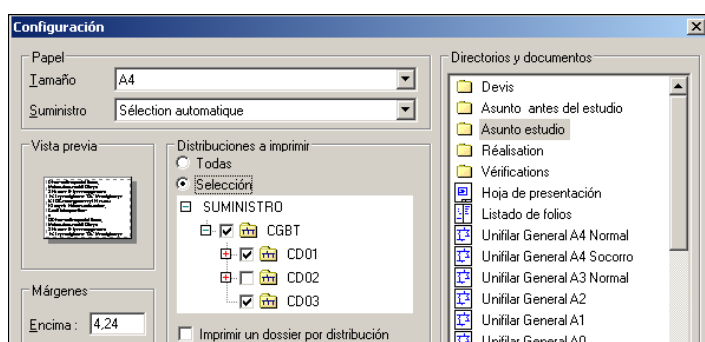 Configuración
Papel
Tamaño
A4
Suministro
Sélection automatique
Vista previa
Distribuciones a imprimir
Todas
Selección
SUMINISTRO
CGBT
CD01
CD02
CD03
Imprimir un dossier por distribución
Márgenes
Encima :
4,24
Directorios y documentos
Devis
Asunto antes del estudio
Asunto estudio
Réalisation
Vérifications
Hoja de presentación
Listado de folios
Unifilar General A4 Normal
Unifilar General A4 Socorro
Unifilar General A3 Normal
Unifilar General A2
Unifilar General A1
Unifilar General A0